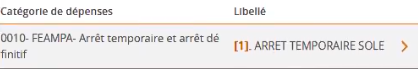 Catégorie de dépenses Libellé
0010- FEAMPA- Arrêt temporaire et arrêt dé
finitif
[1]. ARRET TEMPORAIRE SOLE